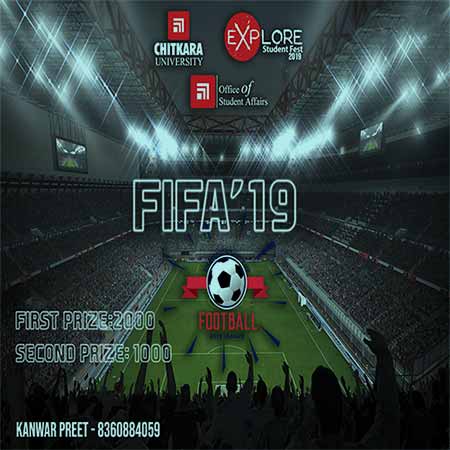 CHITKARA
UNIVERSITY
EXPLORE
Student Fest
2019
Office of
Student Affairs
FIFA'19
FOOTBALL
FIRST PRIZE:2000
SECOND PRIZE: 1000
KANWAR PREET - 8360884059